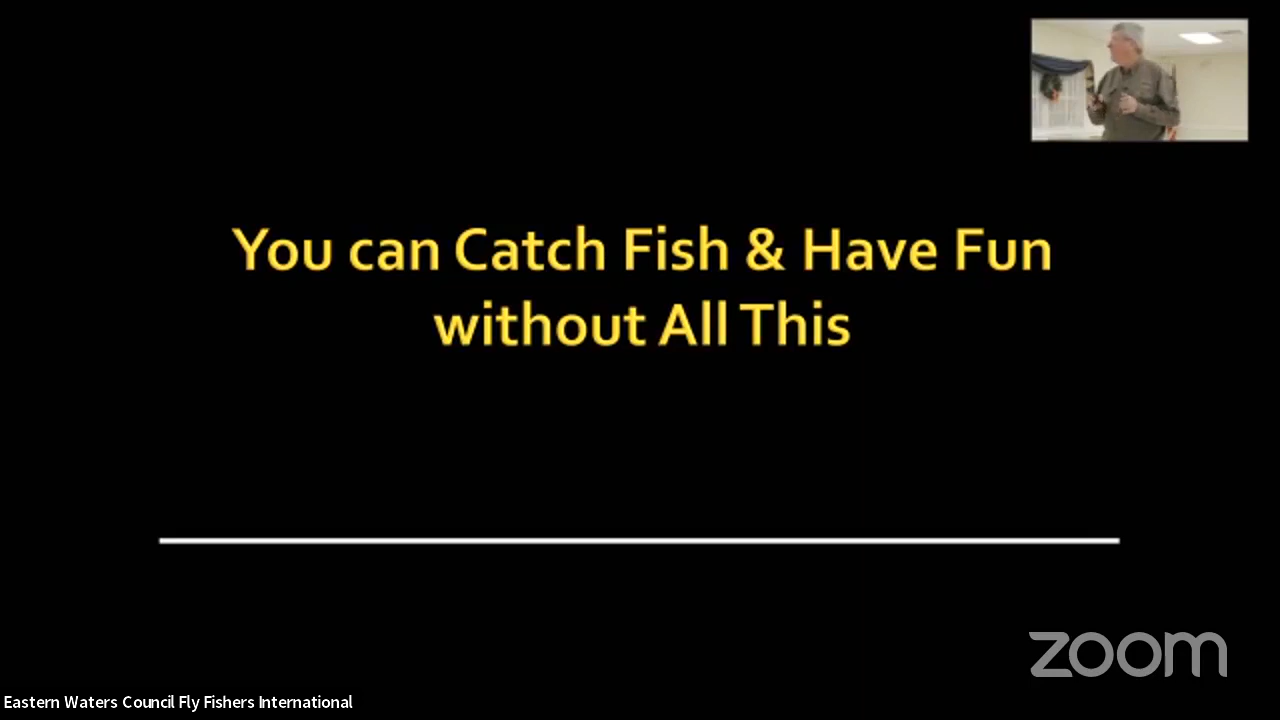 You can Catch Fish & Have Fun
without All This
zoom
Eastern Waters Council Fly Fishers International